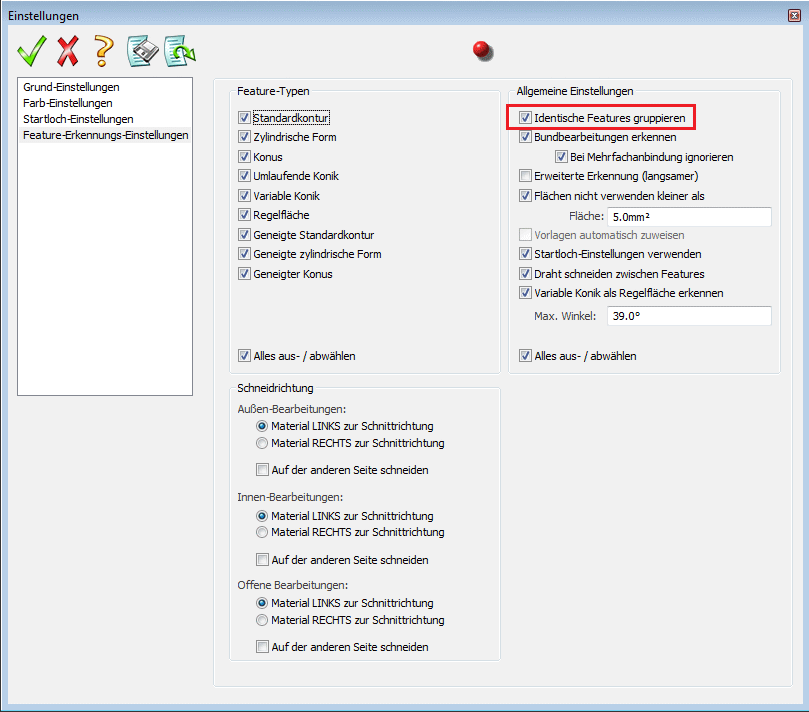 Einstellungen
Grund-Einstellungen
Farb-Einstellungen
Startloch-Einstellungen
Feature-Erkennungs-Einstellungen
Feature-Typen
Standardkontur
Zylindrische Form
Konus
Umlaufende Konik
Variable Konik
Regelfläche
Geneigte Standardkontur
Geneigte zylindrische Form
Geneigter Konus
Alles aus- / abwählen
Allgemeine Einstellungen
Identische Features gruppieren
Bundbearbeitungen erkennen
Bei Mehrfachanbindung ignorieren
Erweiterte Erkennung (langsamer)
Flächen nicht verwenden kleiner als
Fläche: 5.0mm²
Vorlagen automatisch zuweisen
Startloch-Einstellungen verwenden
Draht schneiden zwischen Features
Variable Konik als Regelfläche erkennen
Max. Winkel: 39.0°
Alles aus- / abwählen
Schneidrichtung
Außen-Bearbeitungen:
Material LINKS zur Schnittrichtung
Material RECHTS zur Schnittrichtung
Auf der anderen Seite schneiden
Innen-Bearbeitungen:
Material LINKS zur Schnittrichtung
Material RECHTS zur Schnittrichtung
Auf der anderen Seite schneiden
Offene Bearbeitungen:
Material LINKS zur Schnittrichtung
Material RECHTS zur Schnittrichtung
Auf der anderen Seite schneiden